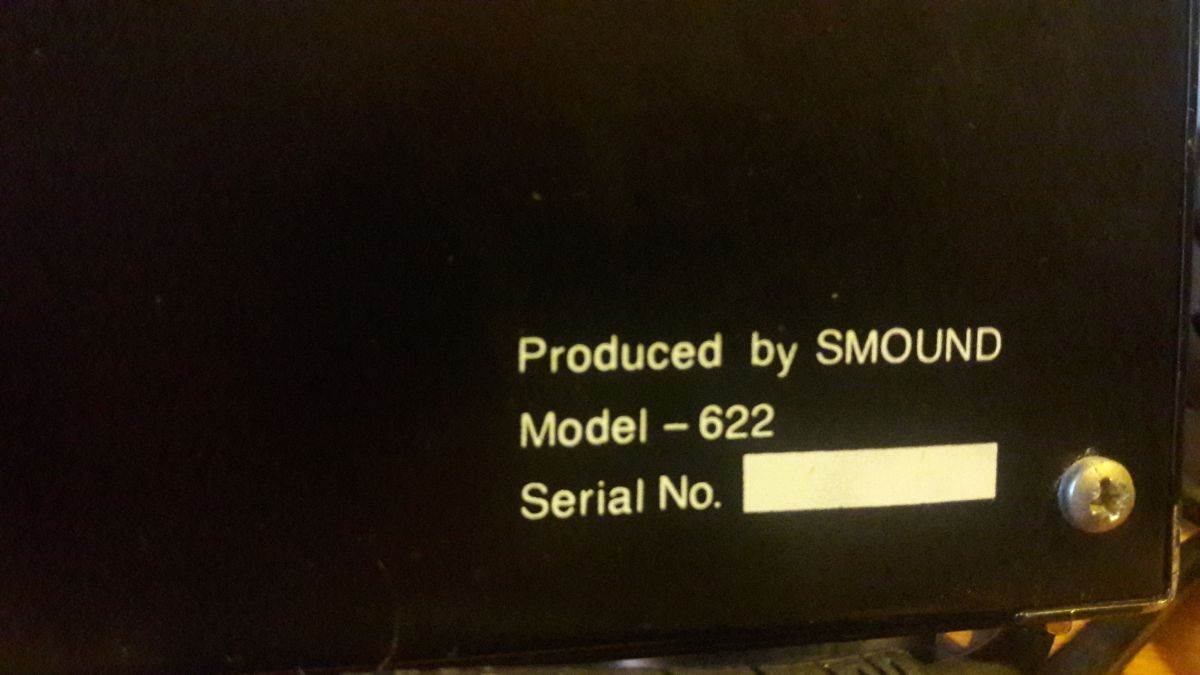 Produced by SMOUND
Model – 622
Serial No.